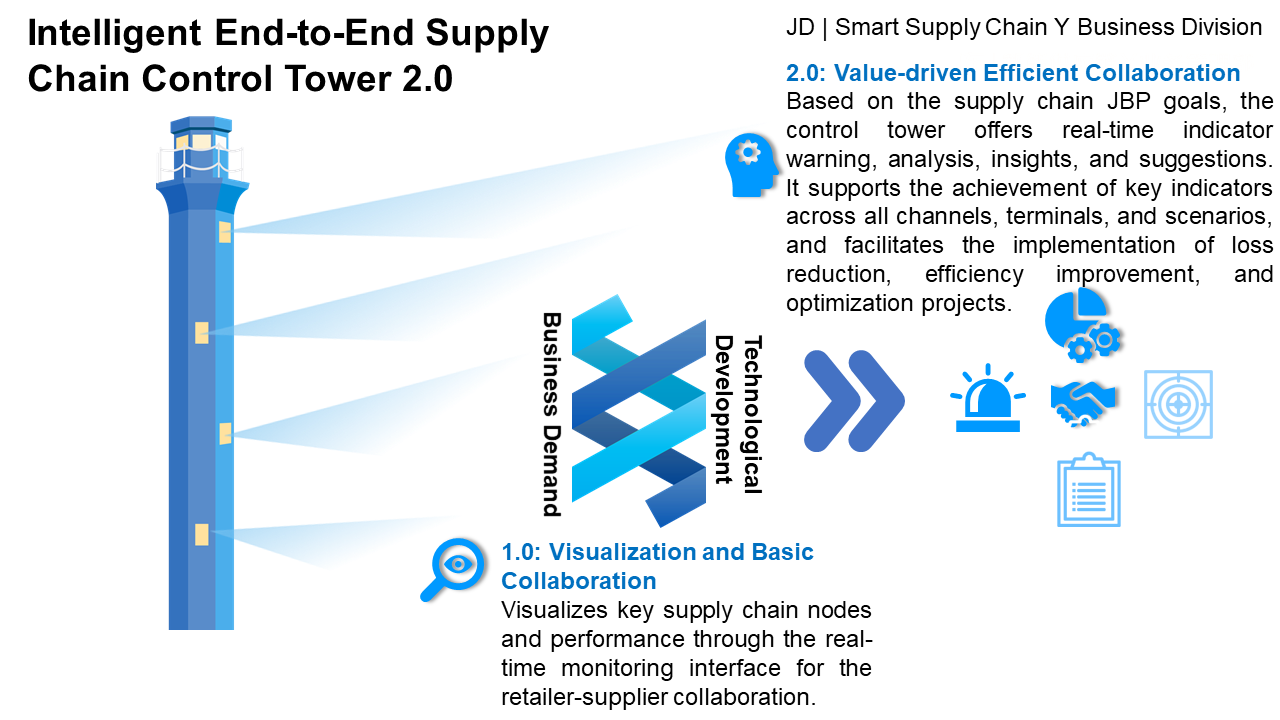 Intelligent End-to-End Supply
Chain Control Tower 2.0
JD | Smart Supply Chain Y Business Division
2.0: Value-driven Efficient Collaboration
Based on the supply chain JBP goals, the
control tower offers real-time indicator
warning, analysis, insights, and suggestions.
It supports the achievement of key indicators
across all channels, terminals, and scenarios,
and facilitates the implementation of loss
reduction, efficiency improvement, and
optimization projects.
Business Demand
Technological
Development
1.0: Visualization and Basic
Collaboration
Visualizes key supply chain nodes
and performance through the real-
time monitoring interface for the
retailer-supplier collaboration.